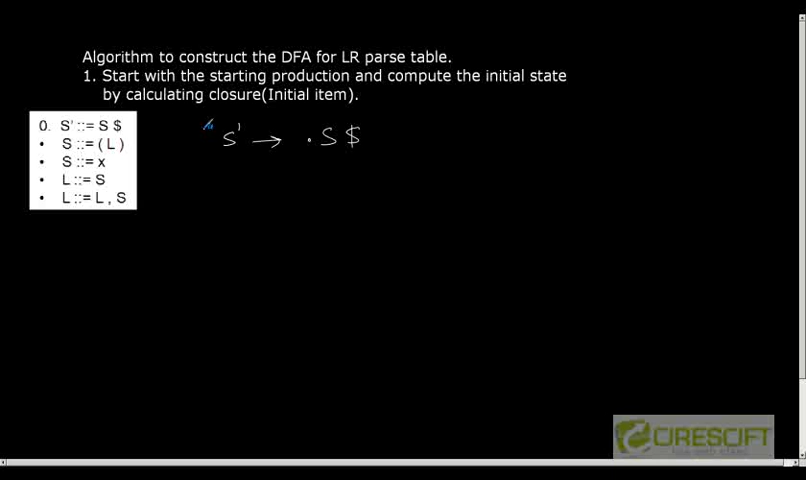 Algorithm to construct the DFA for LR parse table.
1. Start with the starting production and compute the initial state
by calculating closure(Initial item).
0. S' ::= S $
• S ::= ( L )
• S ::= x
• L ::= S
• L ::= L , S
S' → . S $
CIRESCIFT